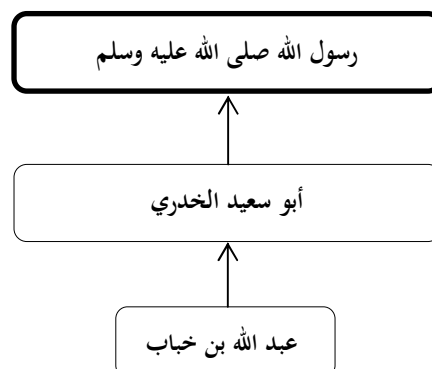 رسول الله صلى الله عليه وسلم
أبو سعيد الخدري
عبد الله بن خباب